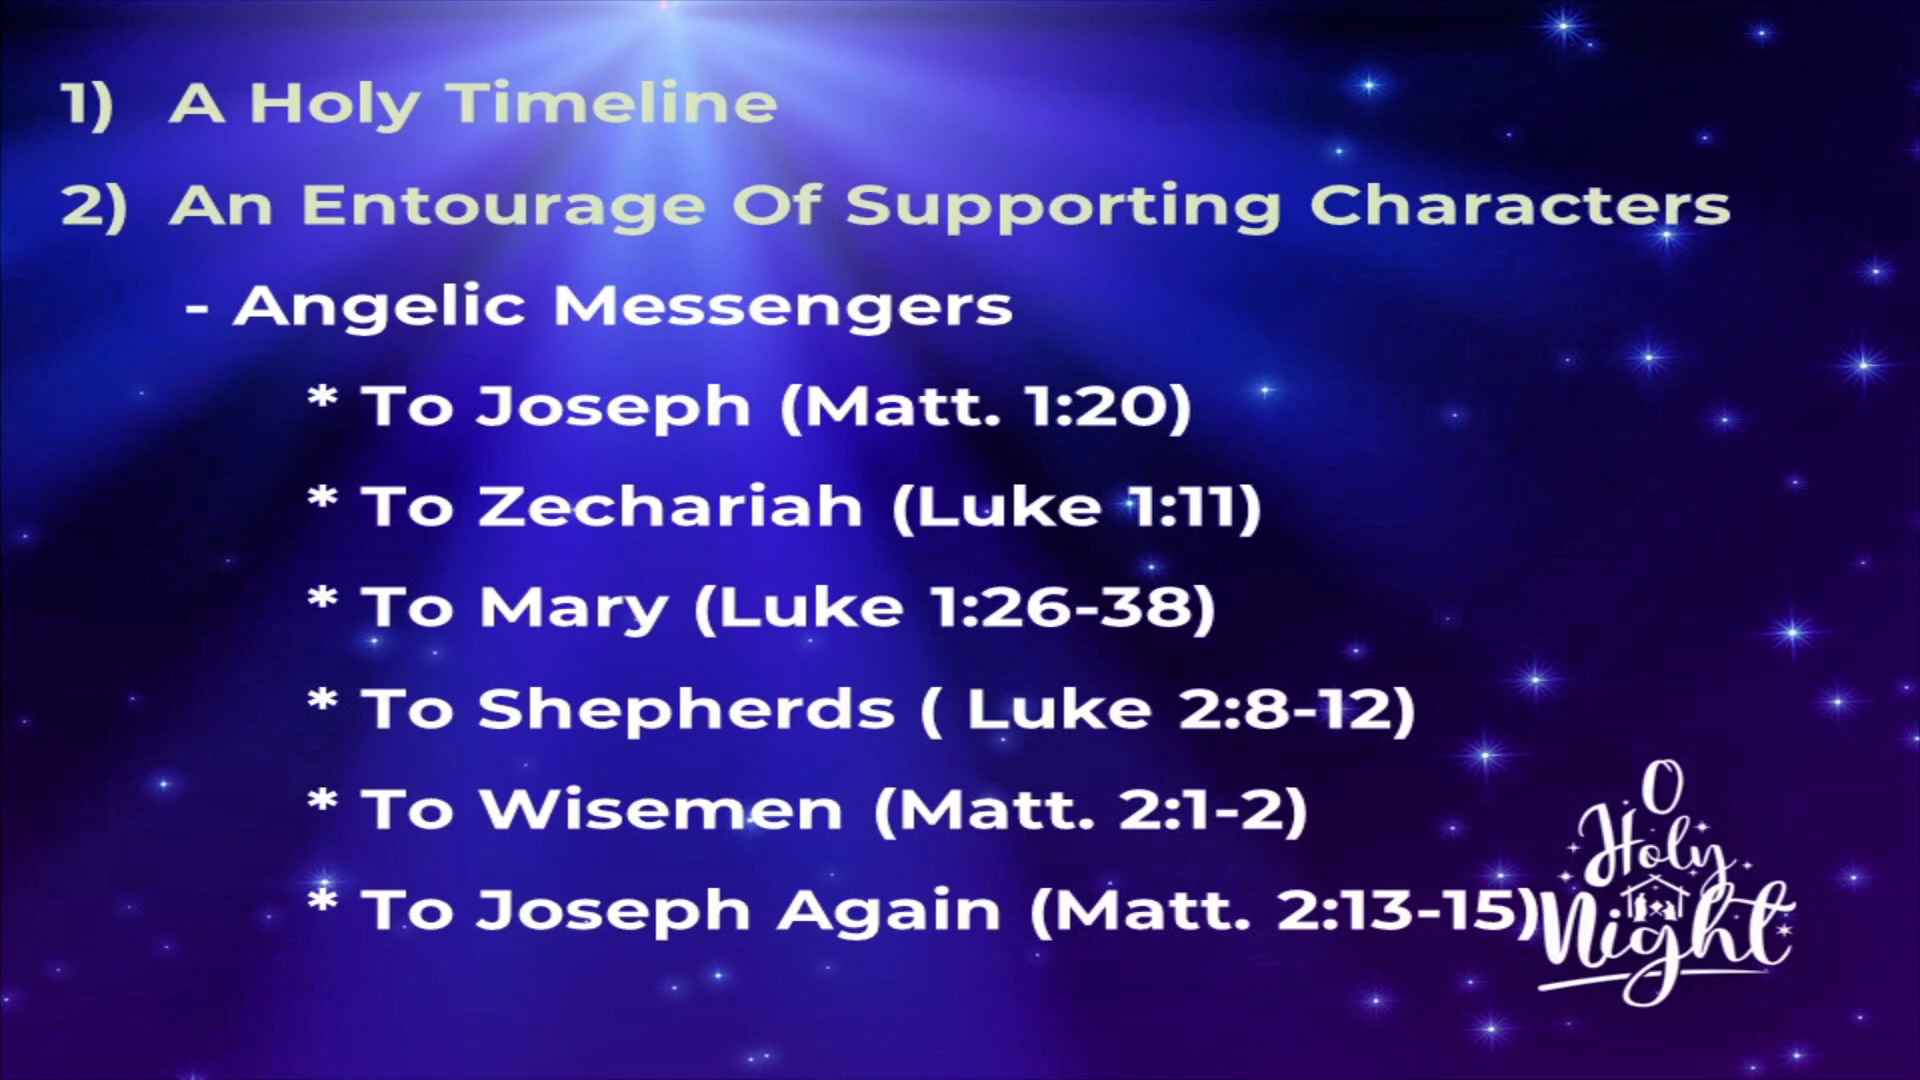 1) A Holy Timeline
2) An Entourage Of Supporting Characters
- Angelic Messengers
* To Joseph (Matt. 1:20)
* To Zechariah (Luke 1:11)
* To Mary (Luke 1:26-38)
* To Shepherds ( Luke 2:8-12)
* To Wisemen (Matt. 2:1-2)
* To Joseph Again (Matt. 2:13-15)
O
Holy
Night